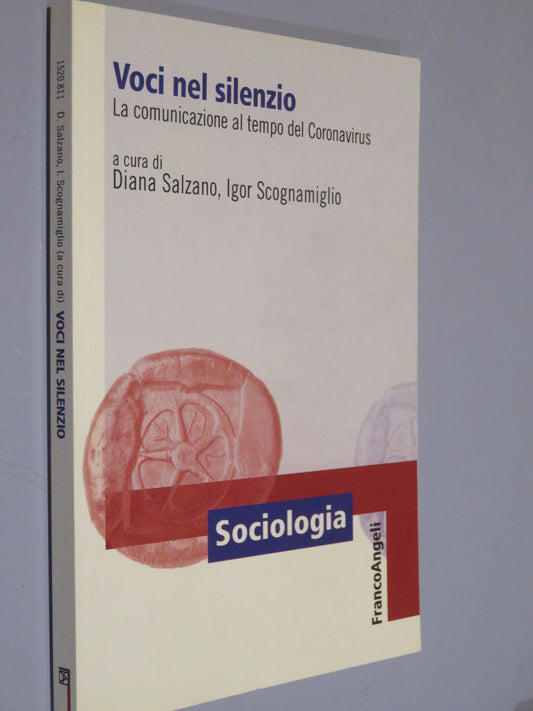 Voci nel silenzio
La comunicazione al tempo del Coronavirus
a cura di
Diana Salzano, Igor Scognamiglio
Sociologia
FrancoAngeli
1520.811 D. Salzano, I. Scognamiglio (a cura di) VOCI NEL SILENZIO